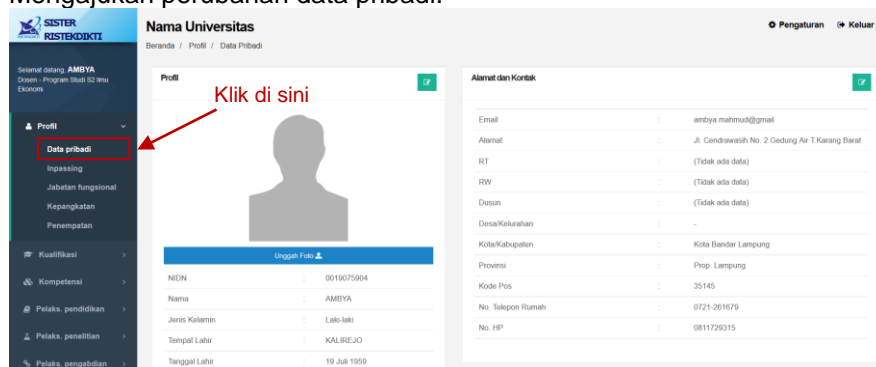 Mengajukan perubahan data pribadi.
SISTER
RISTEKDIKTI
Nama Universitas
Pengaturan
Keluar
Beranda / Profil / Data Pribadi
Selamat datang, AMBYA
Dosen - Program Studi S2 Ilmu
Ekonomi
Profil
Data pribadi
Inpassing
Jabatan fungsional
Kepangkatan
Penempatan
Kualifikasi
Kompetensi
Pelaks. pendidikan
Pelaks. penelitian
Pelaks. pengabdian
Profil
Klik di sini
Unggah Foto
NIDN : 0019075904
Nama : AMBYA
Jenis Kelamin : Laki-laki
Tempat Lahir : KALIREJO
Tanggal Lahir : 19 Juli 1959
Alamat dan Kontak
Email : ambya.mahmud@gmail
Alamat : Jl. Cendrawasih No. 2 Gedung Air T.Karang Barat
RT : (Tidak ada data)
RW : (Tidak ada data)
Dusun : (Tidak ada data)
Desa/Kelurahan : -
Kota/Kabupaten : Kota Bandar Lampung
Provinsi : Prop. Lampung
Kode Pos : 35145
No. Telepon Rumah : 0721-261679
No. HP : 0811729315